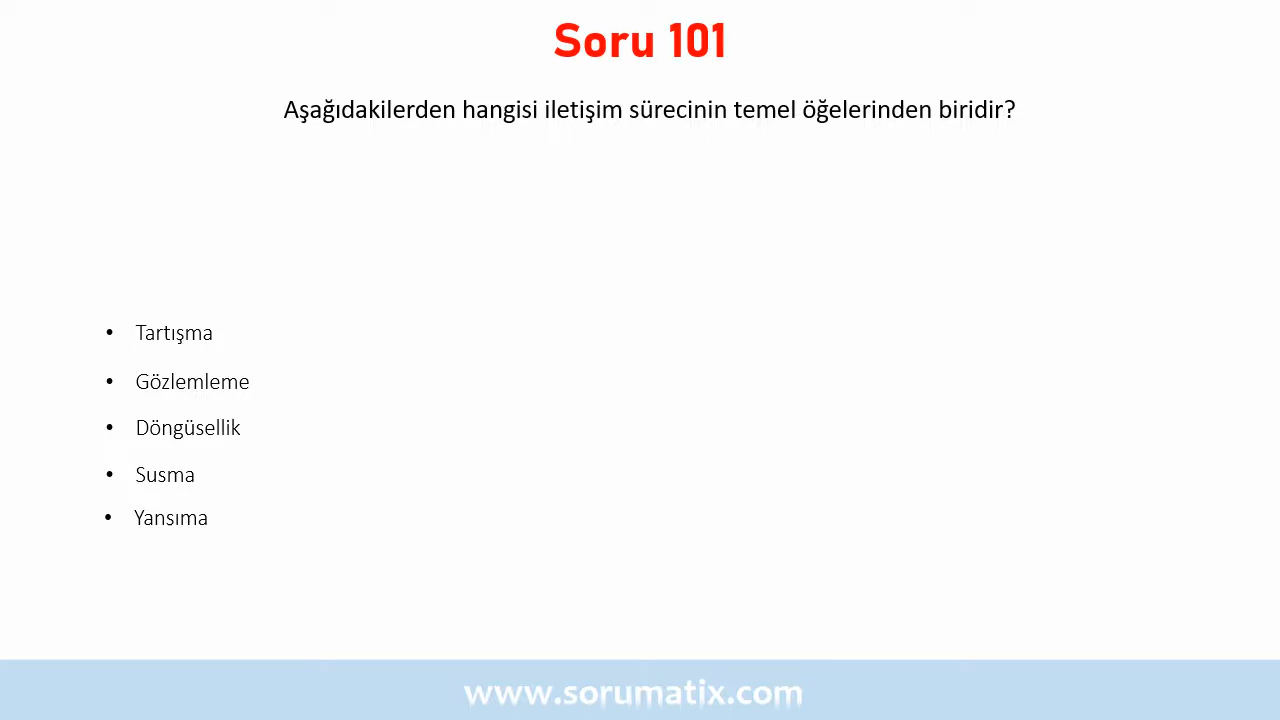 Soru 101
Aşağıdakilerden hangisi iletişim sürecinin temel öğelerinden biridir?
• Tartışma
• Gözlemleme
• Döngüsellik
• Susma
• Yansıma
www.sorumatix.com